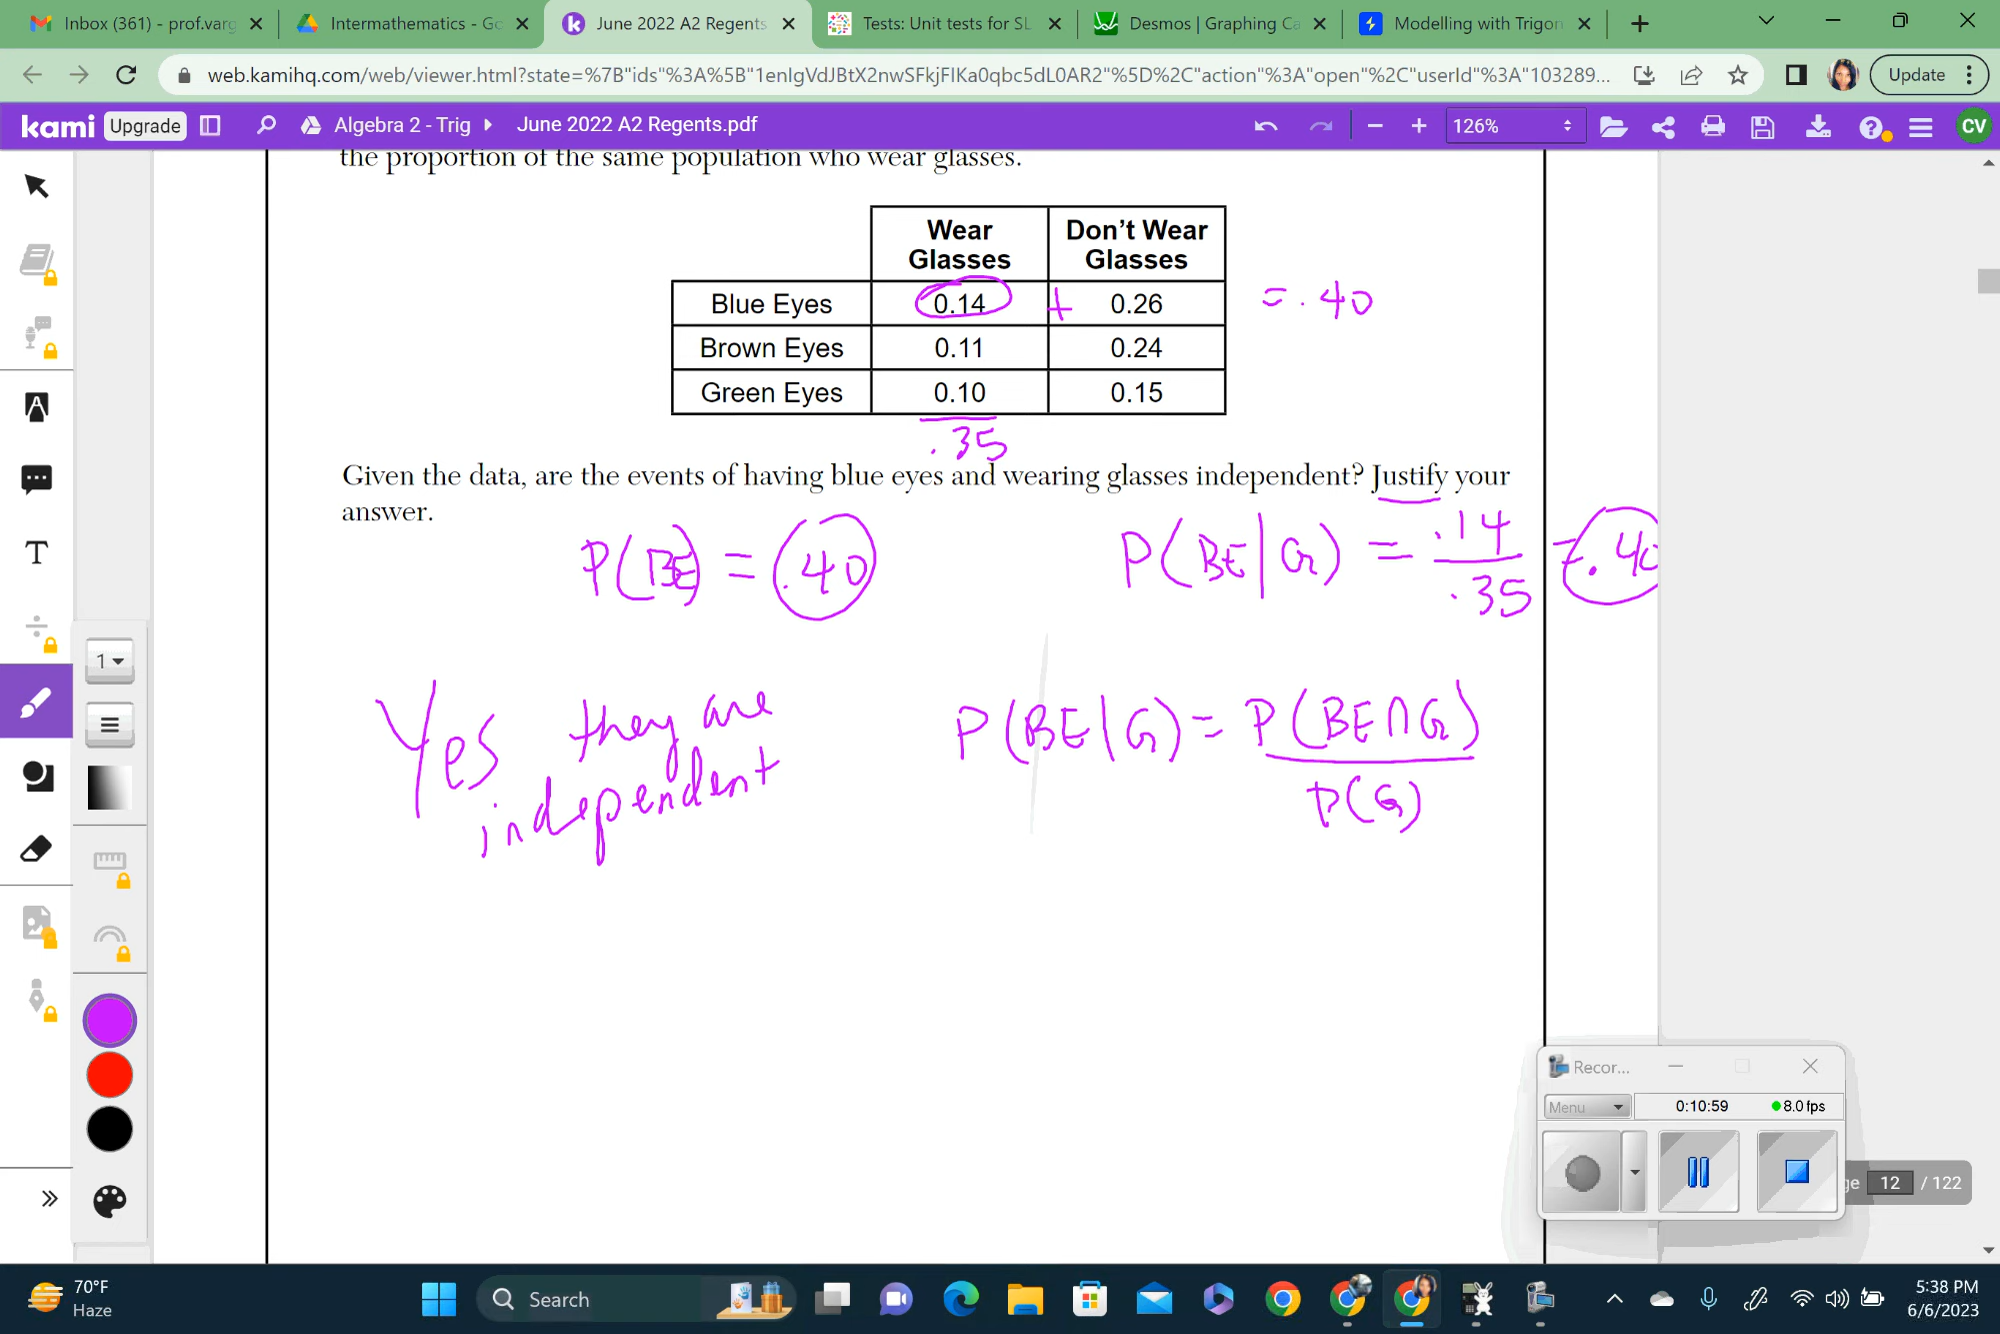 Inbox (361) - prof.varg
Intermathematics - Go
June 2022 A2 Regents
Tests: Unit tests for SL
Desmos | Graphing Ca
Modelling with Trigon
web.kamihq.com/web/viewer.html?state=%7B"ids"%3A%5B"1enIgVdJBtX2nwSFkjFIKa0qbc5dL0AR2"%5D%2C"action"%3A"open"%2C"userId"%3A"103289...
Update
kami Upgrade
Algebra 2 - Trig
June 2022 A2 Regents.pdf
126%
CV
the proportion of the same population who wear glasses.
Wear Glasses
Don't Wear Glasses
Blue Eyes 0.14 + 0.26 = .40
Brown Eyes 0.11 0.24
Green Eyes 0.10 0.15
.35
Given the data, are the events of having blue eyes and wearing glasses independent? Justify your
answer.
P(BE) = .40
P(BE|G) = .14/.35 = .40
Yes they are
independent
P(BE|G) = P(BE∩G)
P(G)
T
1
Recor...
Menu
0:10:59
8.0 fps
ge 12 / 122
70°F
Haze
Search
5:38 PM
6/6/2023